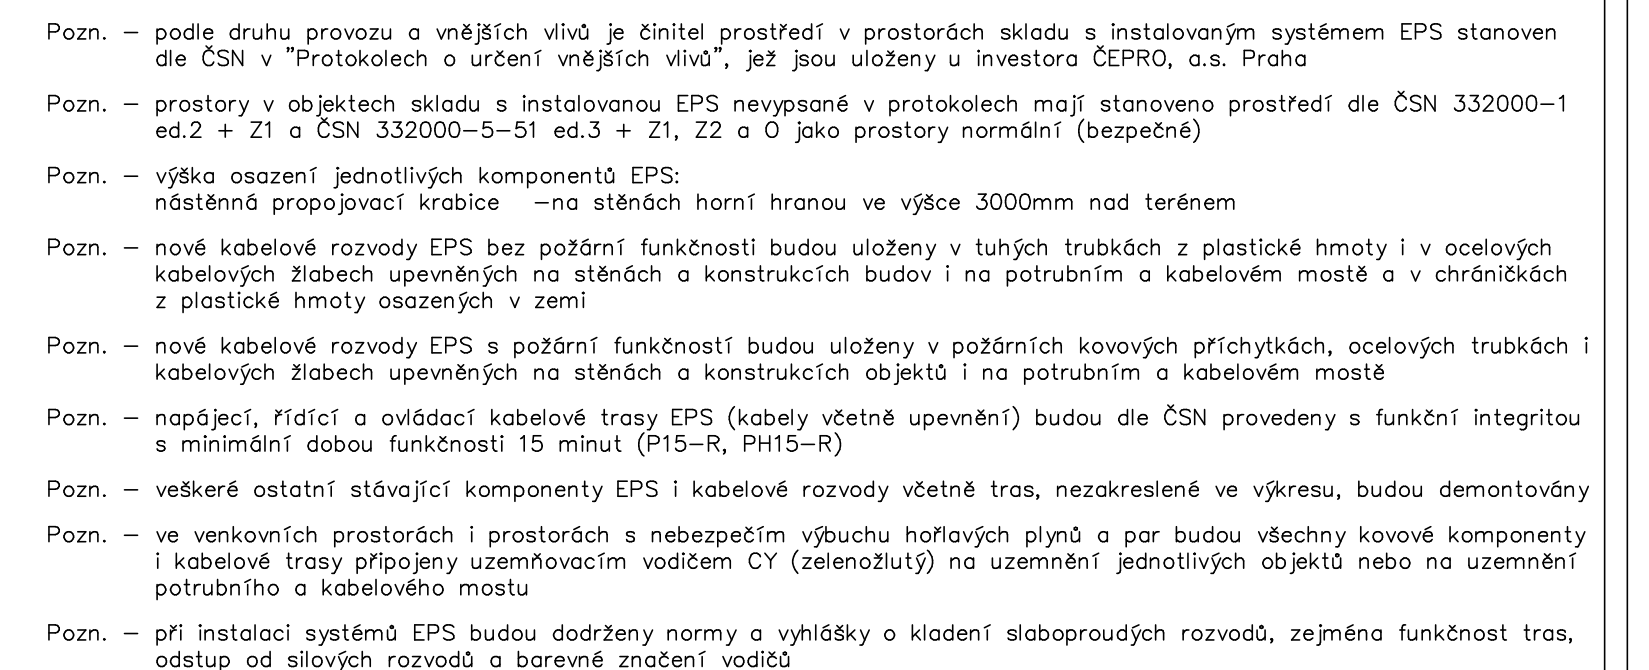 Pozn. – podle druhu provozu a vnějších vlivů je činitel prostředí v prostorách skladu s instalovaným systémem EPS stanoven
dle ČSN v "Protokolech o určení vnějších vlivů", jež jsou uloženy u investora ČEPRO, a.s. Praha
Pozn. – prostory v objektech skladu s instalovanou EPS nevypsané v protokolech mají stanoveno prostředí dle ČSN 332000–1
ed.2 + Z1 a ČSN 332000–5–51 ed.3 + Z1, Z2 a O jako prostory normální (bezpečné)
Pozn. – výška osazení jednotlivých komponentů EPS:
nástěnná propojovací krabice –na stěnách horní hranou ve výšce 3000mm nad terénem
Pozn. – nové kabelové rozvody EPS bez požární funkčnosti budou uloženy v tuhých trubkách z plastické hmoty i v ocelových
kabelových žlabech upevněných na stěnách a konstrukcích budov i na potrubním a kabelovém mostě a v chráničkách
z plastické hmoty osazených v zemi
Pozn. – nové kabelové rozvody EPS s požární funkčností budou uloženy v požárních kovových příchytkách, ocelových trubkách i
kabelových žlabech upevněných na stěnách a konstrukcích objektů i na potrubním a kabelovém mostě
Pozn. – napájecí, řídící a ovládací kabelové trasy EPS (kabely včetně upevnění) budou dle ČSN provedeny s funkční integritou
s minimální dobou funkčnosti 15 minut (P15–R, PH15–R)
Pozn. – veškeré ostatní stávající komponenty EPS i kabelové rozvody včetně tras, nezakreslené ve výkresu, budou demontovány
Pozn. – ve venkovních prostorách i prostorách s nebezpečím výbuchu hořlavých plynů a par budou všechny kovové komponenty
i kabelové trasy připojeny uzemňovacím vodičem CY (zelenožlutý) na uzemnění jednotlivých objektů nebo na uzemnění
potrubního a kabelového mostu
Pozn. – při instalaci systémů EPS budou dodrženy normy a vyhlášky o kladení slaboproudých rozvodů, zejména funkčnost tras,
odstup od silových rozvodů a barevné značení vodičů